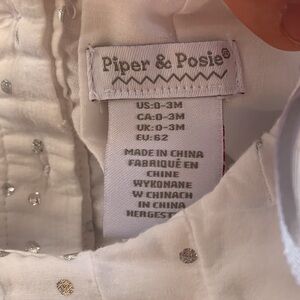 Piper & Posie®
US:0-3M
CA:0-3M
UK:0-3M
EU:62
MADE IN CHINA
FABRIQUÉ EN
CHINE
WYKONANE
W CHINACH
IN CHINA